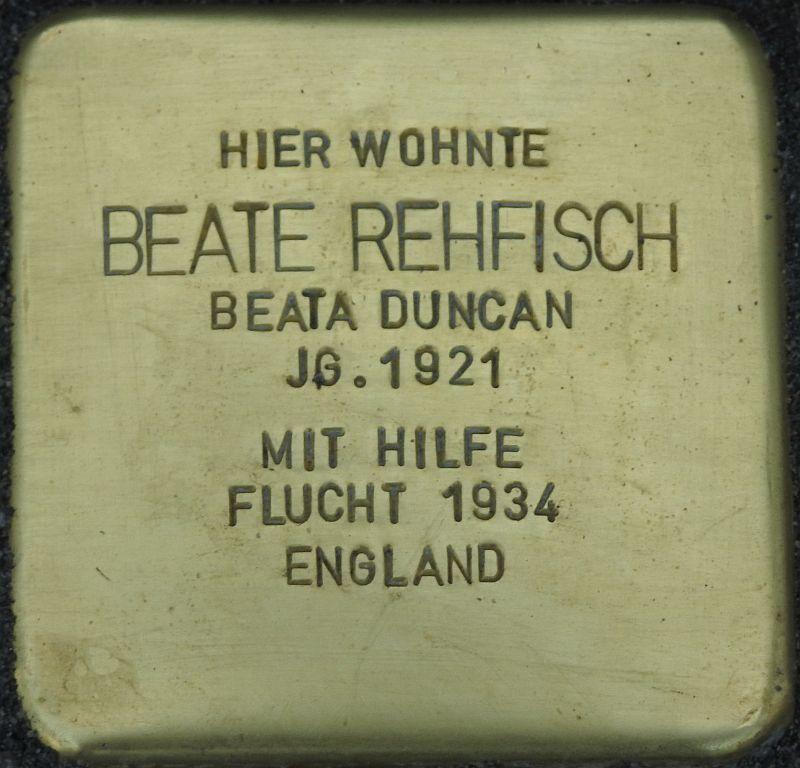 HIER WOHNTE
BEATE REHFISCH
BEATA DUNCAN
JG. 1921
MIT HILFE
FLUCHT 1934
ENGLAND